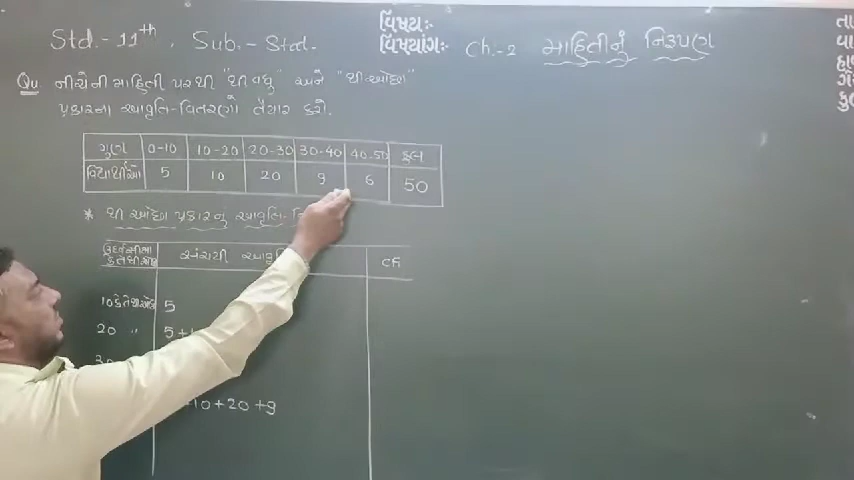 Std.- 11th , Sub.- Stat.
વિષય:
વિષયાંગ: Ch.-2 માહિતીનું નિરૂપણ
તા
વા
ગે
કુલ
Qu નીચેની માહિતી પરથી "થી વધુ" અને "થી ઓછા"
પ્રકારના આવૃત્તિ-વિતરણો તૈયાર કરો.
ગુણ 0-10 10-20 20-30 30-40 40-50 કુલ
વિદ્યાર્થીઓ 5 10 20 9 6 50
* થી ઓછા પ્રકારનું આવૃત્તિ-વિ
સંચયી આવૃ cf
10 કે તેથી ઓછા 5
20 " 5+
30
10+20+9